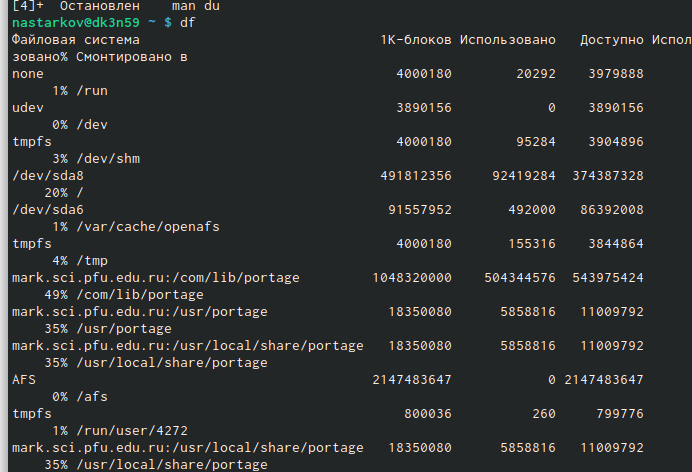 [4]+  Остановлен    man du
nastarkov@dk3n59 ~ $ df
Файловая система 1K-блоков Использовано Доступно Испол
зовано% Смонтировано в
none 4000180 20292 3979888
1% /run
udev 3890156 0 3890156
0% /dev
tmpfs 4000180 95284 3904896
3% /dev/shm
/dev/sda8 491812356 92419284 374387328
20% /
/dev/sda6 91557952 492000 86392008
1% /var/cache/openafs
tmpfs 4000180 155316 3844864
4% /tmp
mark.sci.pfu.edu.ru:/com/lib/portage 1048320000 504344576 543975424
49% /com/lib/portage
mark.sci.pfu.edu.ru:/usr/portage 18350080 5858816 11009792
35% /usr/portage
mark.sci.pfu.edu.ru:/usr/local/share/portage 18350080 5858816 11009792
35% /usr/local/share/portage
AFS 2147483647 0 2147483647
0% /afs
tmpfs 800036 260 799776
1% /run/user/4272
mark.sci.pfu.edu.ru:/usr/local/share/portage 18350080 5858816 11009792
35% /usr/local/share/portage